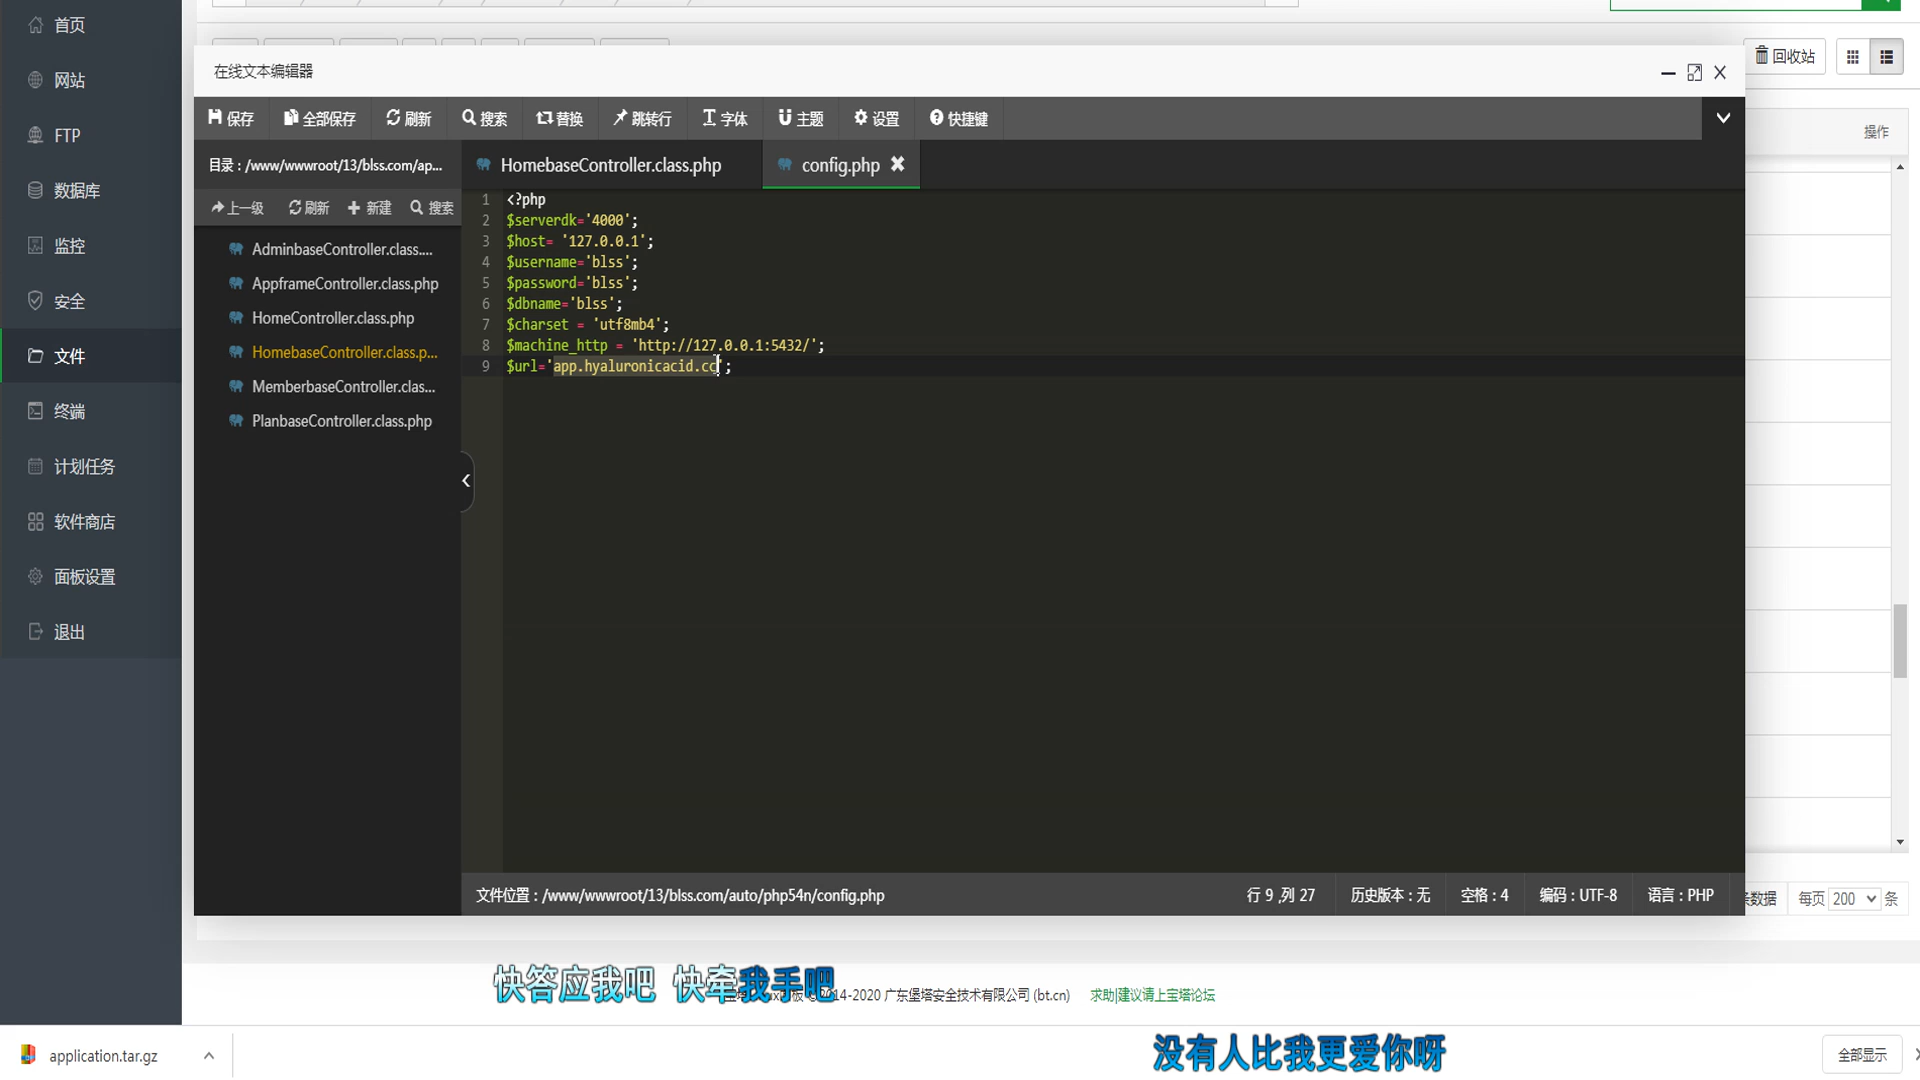 首页
网站
FTP
数据库
监控
安全
文件
终端
计划任务
软件商店
面板设置
退出
回收站
操作
在线文本编辑器
保存 全部保存 刷新 搜索 替换 跳转行 字体 主题 设置 快捷键
目录：/www/wwwroot/13/blss.com/ap...
HomebaseController.class.php
config.php
上一级 刷新 新建 搜索
AdminbaseController.class....
AppframeController.class.php
HomeController.class.php
HomebaseController.class.p...
MemberbaseController.clas...
PlanbaseController.class.php
1 <?php
2 $serverdk='4000';
3 $host= '127.0.0.1';
4 $username='blss';
5 $password='blss';
6 $dbname='blss';
7 $charset = 'utf8mb4';
8 $machine_http = 'http://127.0.0.1:5432/';
9 $url='app.hyaluronicacid.cc';
文件位置：/www/wwwroot/13/blss.com/auto/php54n/config.php
行 9 ,列 27
历史版本：无
空格：4
编码：UTF-8
语言：PHP
条数据 每页 200 条
快答应我吧 快牵我手吧
14-2020 广东堡塔安全技术有限公司 (bt.cn) 求助|建议请上宝塔论坛
没有人比我更爱你呀
application.tar.gz
全部显示